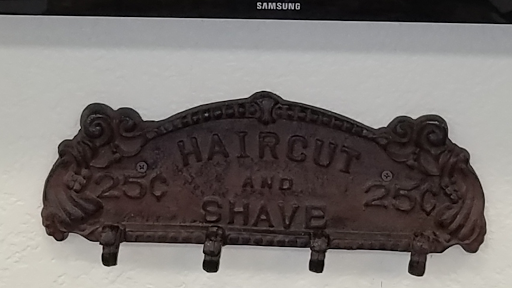 SAMSUNG
HAIRCUT
25¢ AND 25¢
SHAVE